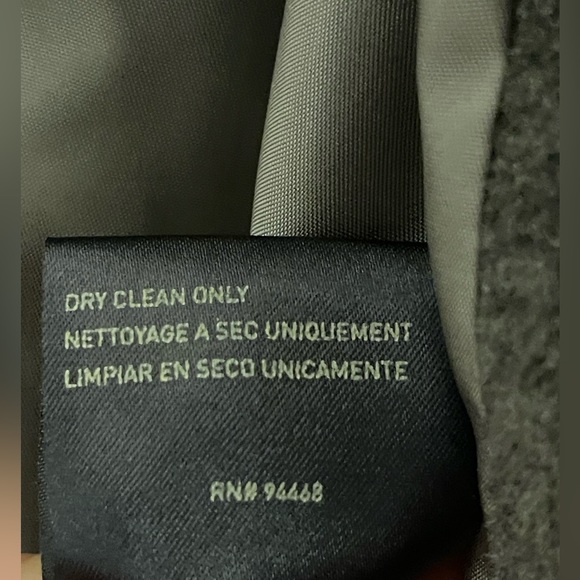 DRY CLEAN ONLY
NETTOYAGE A SEC UNIQUEMENT
LIMPIAR EN SECO UNICAMENTE
RN# 94468